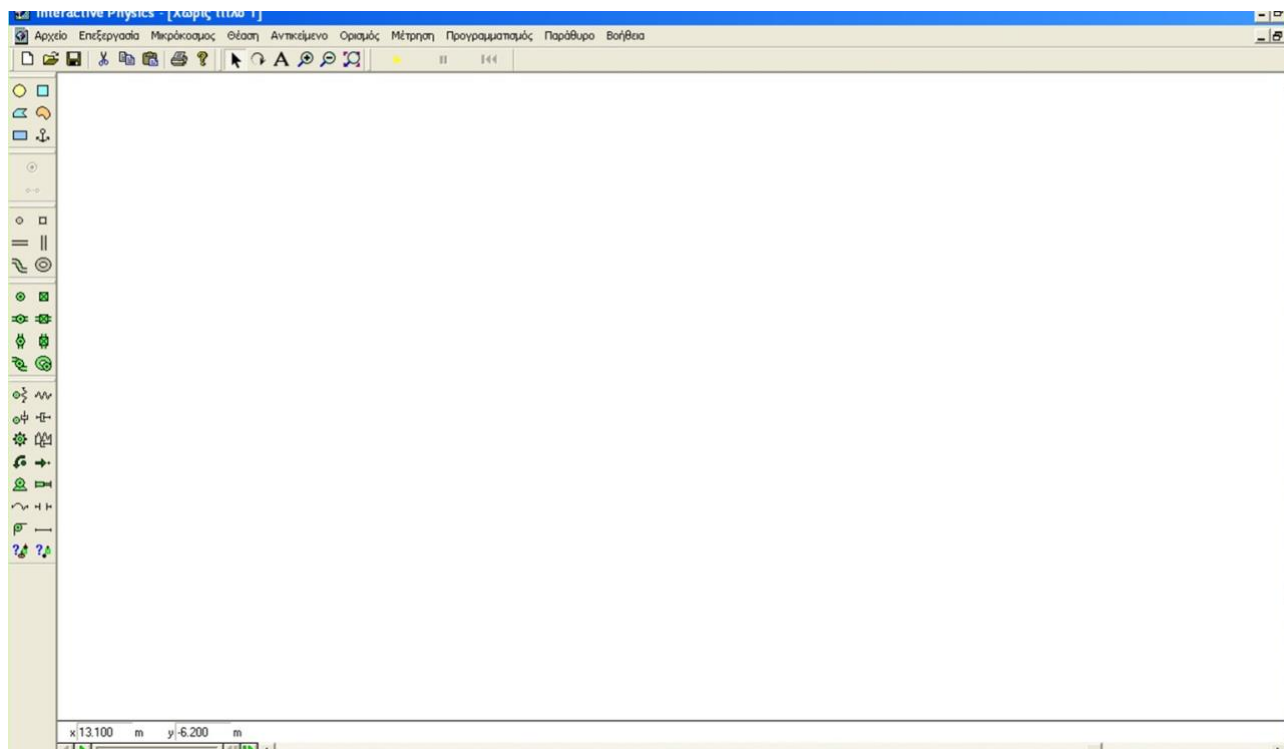 Interactive Physics - [Χωρίς τίτλο 1]
Αρχείο Επεξεργασία Μικρόκοσμος Θέαση Αντικείμενο Ορισμός Μέτρηση Προγραμματισμός Παράθυρο Βοήθεια
A
x 13.100 m y -6.200 m